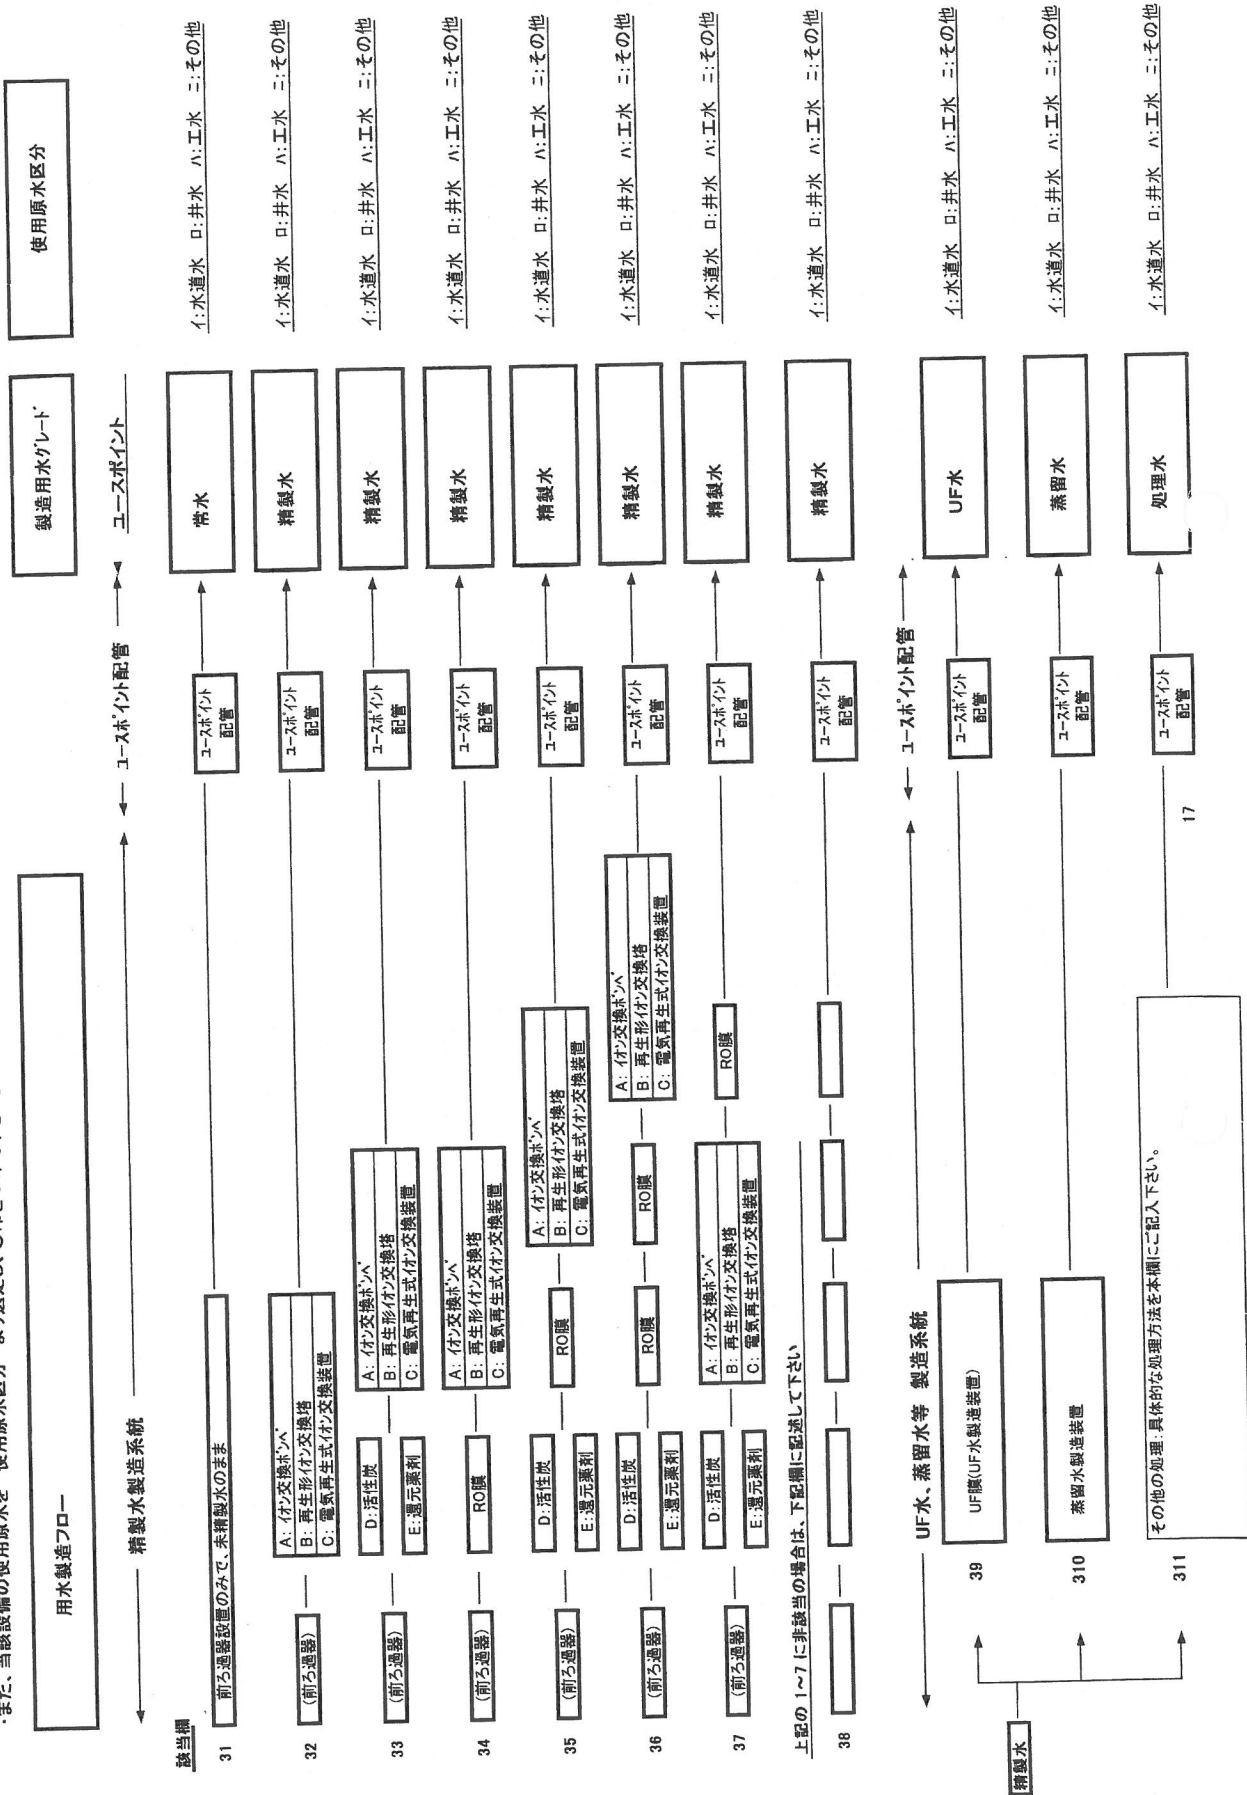 用水製造フロー
製造用水グレード
使用原水区分
精製水製造系統
ユースポイント配管
ユースポイント
該当欄
31 前ろ過器設置のみで、未精製水のまま ユースポイント配管 常水 イ:水道水 ロ:井水 ハ:工水 ニ:その他
32 (前ろ過器)
A: イオン交換ボンベ
B: 再生形イオン交換塔
C: 電気再生式イオン交換装置
ユースポイント配管 精製水 イ:水道水 ロ:井水 ハ:工水 ニ:その他
33 (前ろ過器)
D:活性炭
E:還元薬剤
A: イオン交換ボンベ
B: 再生形イオン交換塔
C: 電気再生式イオン交換装置
ユースポイント配管 精製水 イ:水道水 ロ:井水 ハ:工水 ニ:その他
34 (前ろ過器) RO膜
A: イオン交換ボンベ
B: 再生形イオン交換塔
C: 電気再生式イオン交換装置
ユースポイント配管 精製水 イ:水道水 ロ:井水 ハ:工水 ニ:その他
35 (前ろ過器)
D:活性炭
E:還元薬剤
RO膜
A: イオン交換ボンベ
B: 再生形イオン交換塔
C: 電気再生式イオン交換装置
ユースポイント配管 精製水 イ:水道水 ロ:井水 ハ:工水 ニ:その他
36 (前ろ過器)
D:活性炭
E:還元薬剤
RO膜 RO膜
A: イオン交換ボンベ
B: 再生形イオン交換塔
C: 電気再生式イオン交換装置
ユースポイント配管 精製水 イ:水道水 ロ:井水 ハ:工水 ニ:その他
37 (前ろ過器)
D:活性炭
E:還元薬剤
A: イオン交換ボンベ
B: 再生形イオン交換塔
C: 電気再生式イオン交換装置
RO膜 ユースポイント配管 精製水 イ:水道水 ロ:井水 ハ:工水 ニ:その他
上記の1~7に非該当の場合は、下記欄に記述して下さい
38 ユースポイント配管 精製水 イ:水道水 ロ:井水 ハ:工水 ニ:その他
UF水、蒸留水等 製造系統
ユースポイント配管
精製水
39 UF膜(UF水製造装置) ユースポイント配管 UF水 イ:水道水 ロ:井水 ハ:工水 ニ:その他
310 蒸留水製造装置 ユースポイント配管 蒸留水 イ:水道水 ロ:井水 ハ:工水 ニ:その他
311 その他の処理:具体的な処理方法を本欄にご記入下さい。 ユースポイント配管 処理水 イ:水道水 ロ:井水 ハ:工水 ニ:その他
17